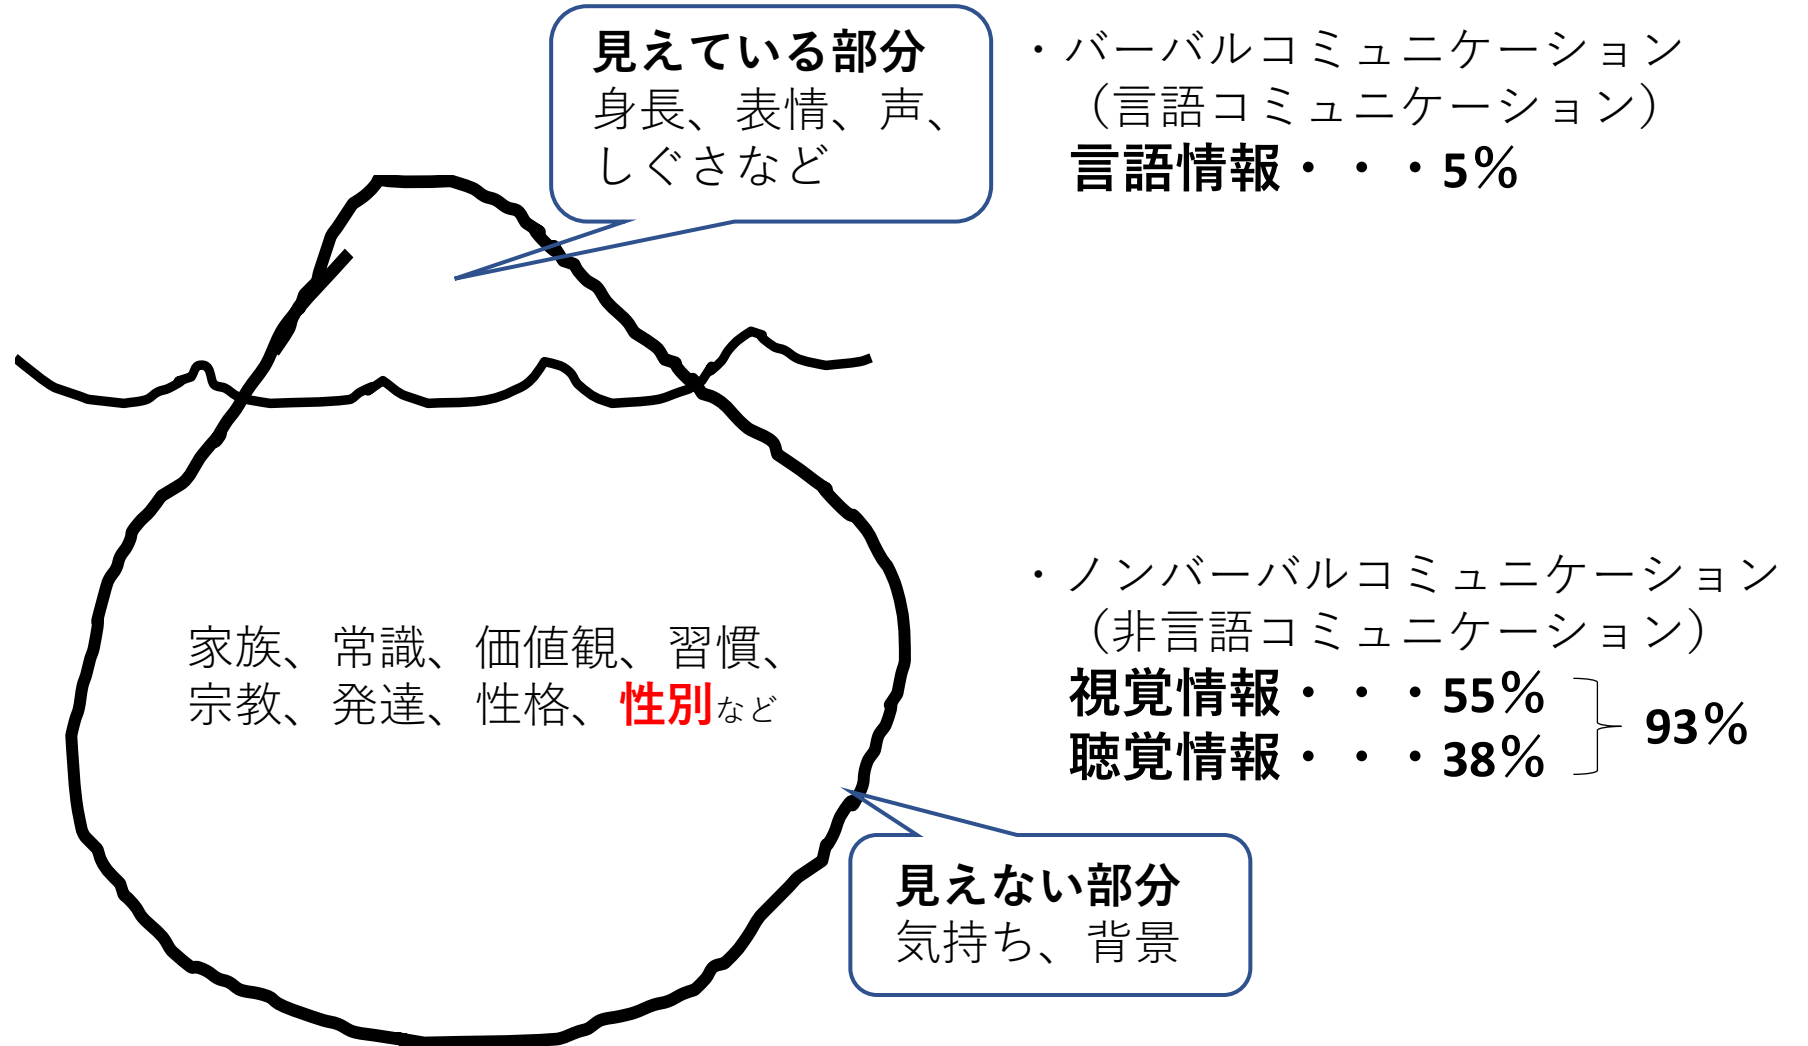 見えている部分
身長、表情、声、
しぐさなど
・バーバルコミュニケーション
（言語コミュニケーション）
言語情報・・・5％
家族、常識、価値観、習慣、
宗教、発達、性格、性別など
・ノンバーバルコミュニケーション
（非言語コミュニケーション）
視覚情報・・・55％
聴覚情報・・・38％
93％
見えない部分
気持ち、背景